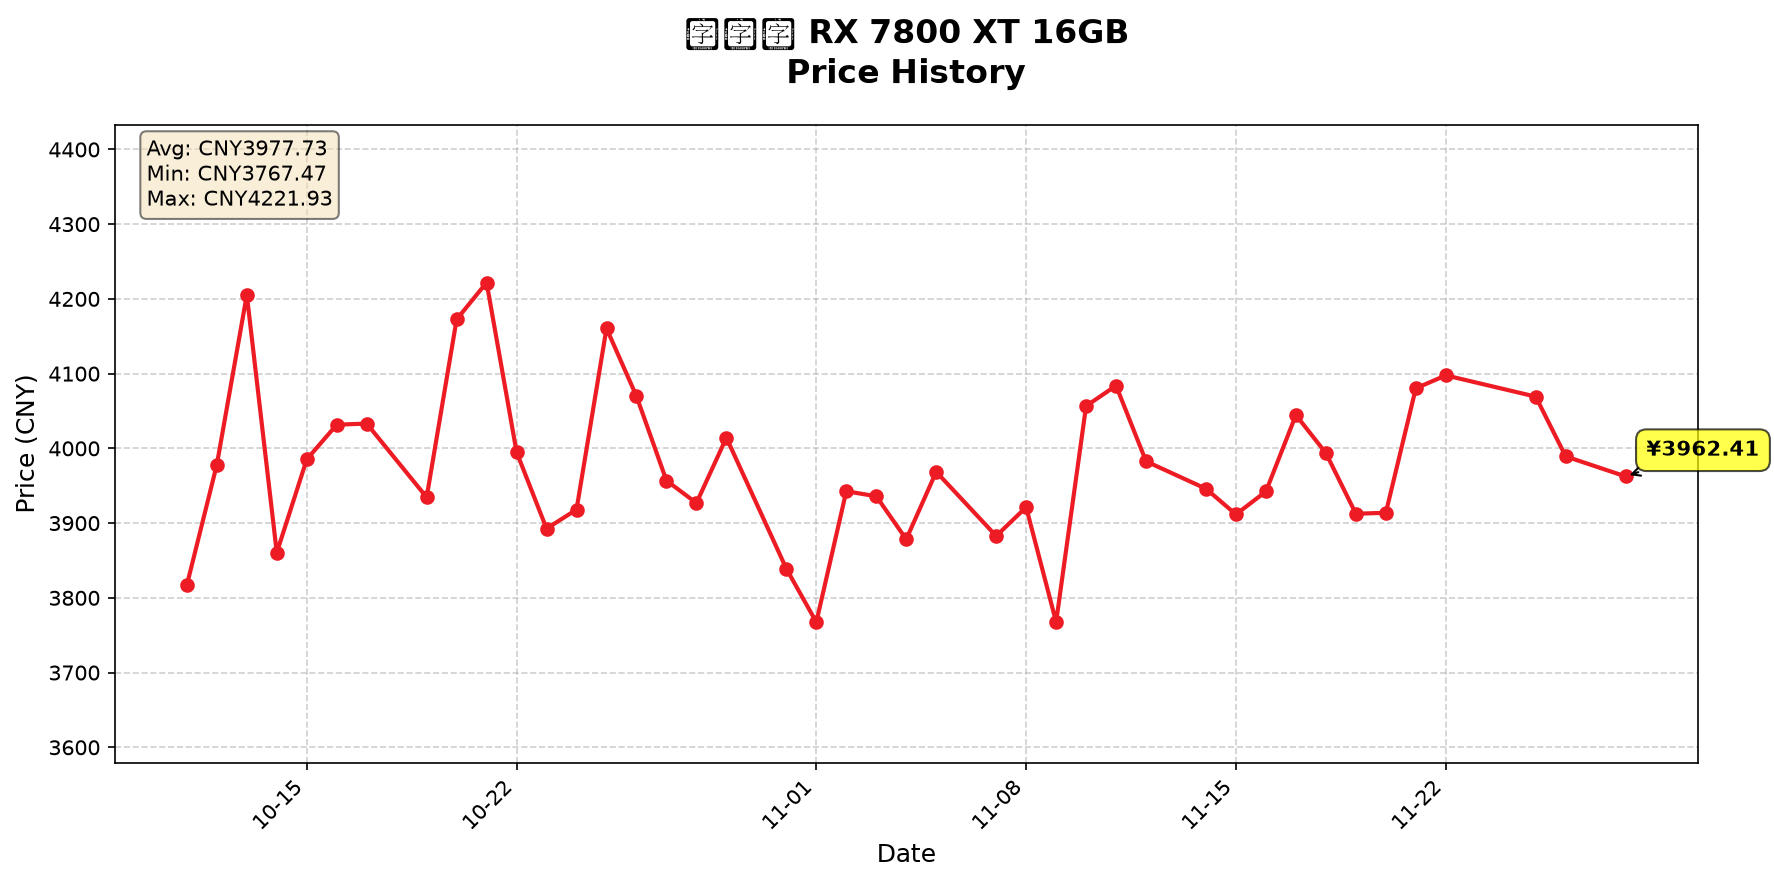 RX 7800 XT 16GB
Price History
Avg: CNY3977.73
Min: CNY3767.47
Max: CNY4221.93
4400
4300
4200
4100
4000
3900
3800
3700
3600
Price (CNY)
¥3962.41
10-15
10-22
11-01
11-08
11-15
11-22
Date